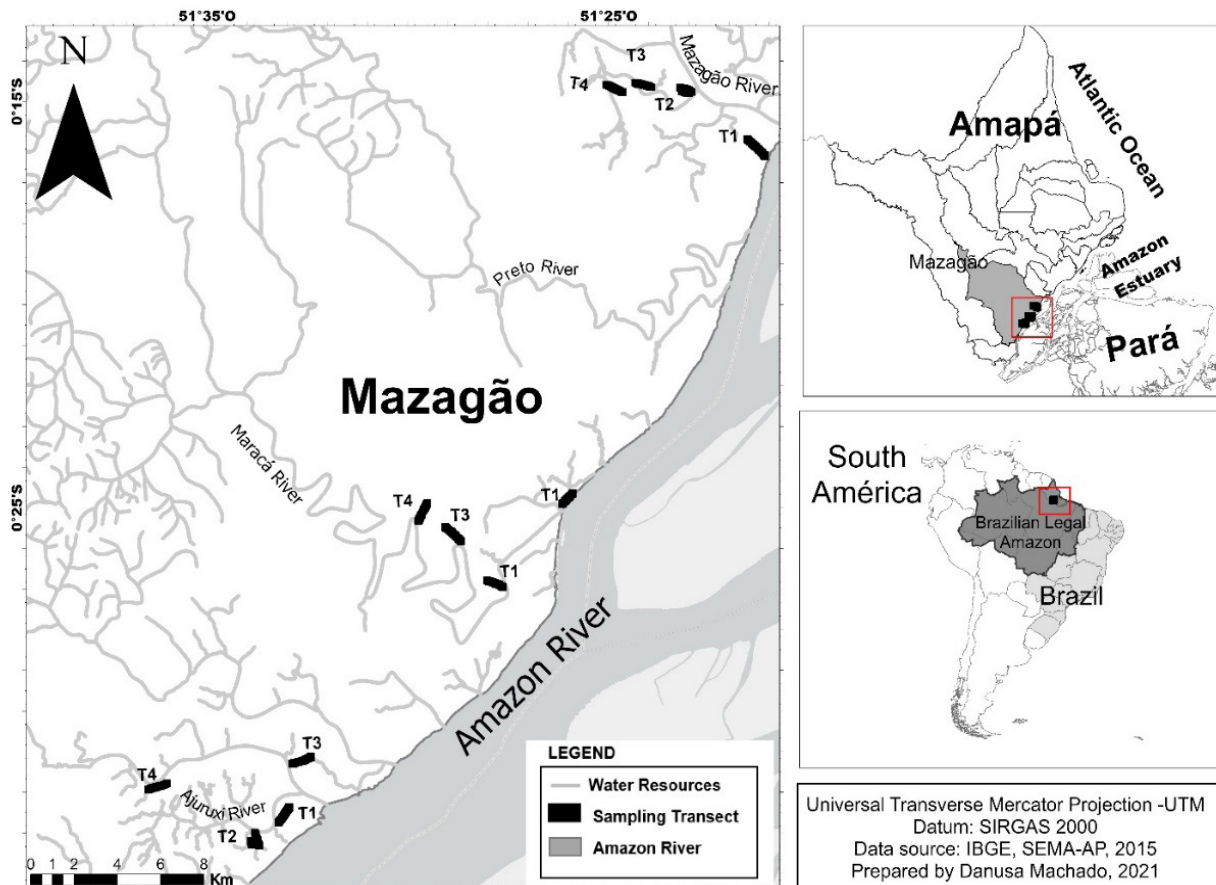 51°35'O
51°25'O
N
0°15'S
0°25'S
T3
T4
T2
Mazagão River
T1
Preto River
Mazagão
Maracá River
T4
T3
T1
T1
Amazon River
T3
T4
Ajuruxi River
T1
T2
0 1 2 4 6 8
Km
LEGEND
Water Resources
Sampling Transect
Amazon River
Amapá
Atlantic Ocean
Mazagão
Amazon
Estuary
Pará
South
América
Brazilian Legal
Amazon
Brazil
Universal Transverse Mercator Projection -UTM
Datum: SIRGAS 2000
Data source: IBGE, SEMA-AP, 2015
Prepared by Danusa Machado, 2021